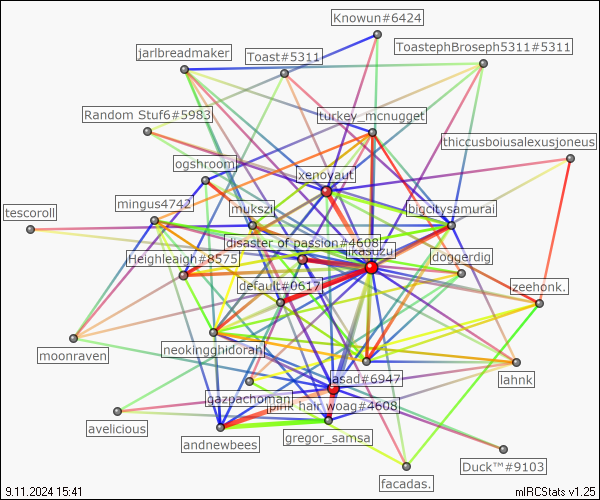 Knowun#6424
jarlbreadmaker
Toast#5311
ToastephBroseph5311#5311
Random Stuf6#5983
turkey_mcnugget
thiccusboiusalexusjoneus
ogshroom
xenoyaut
tescoroll
mingus4742
mukszi
bigcitysamurai
disaster of passion#4608
ikasuzu
Heighleaigh#8575
doggerdig
default#0617
zeehonk.
moonraven
neokingghidorah
asad#6947
lahnk
gazpachoman
pink hair woag#4608
avelicious
andnewbees
gregor_samsa
Duck™#9103
facadas.
9.11.2024 15:41
mIRCStats v1.25